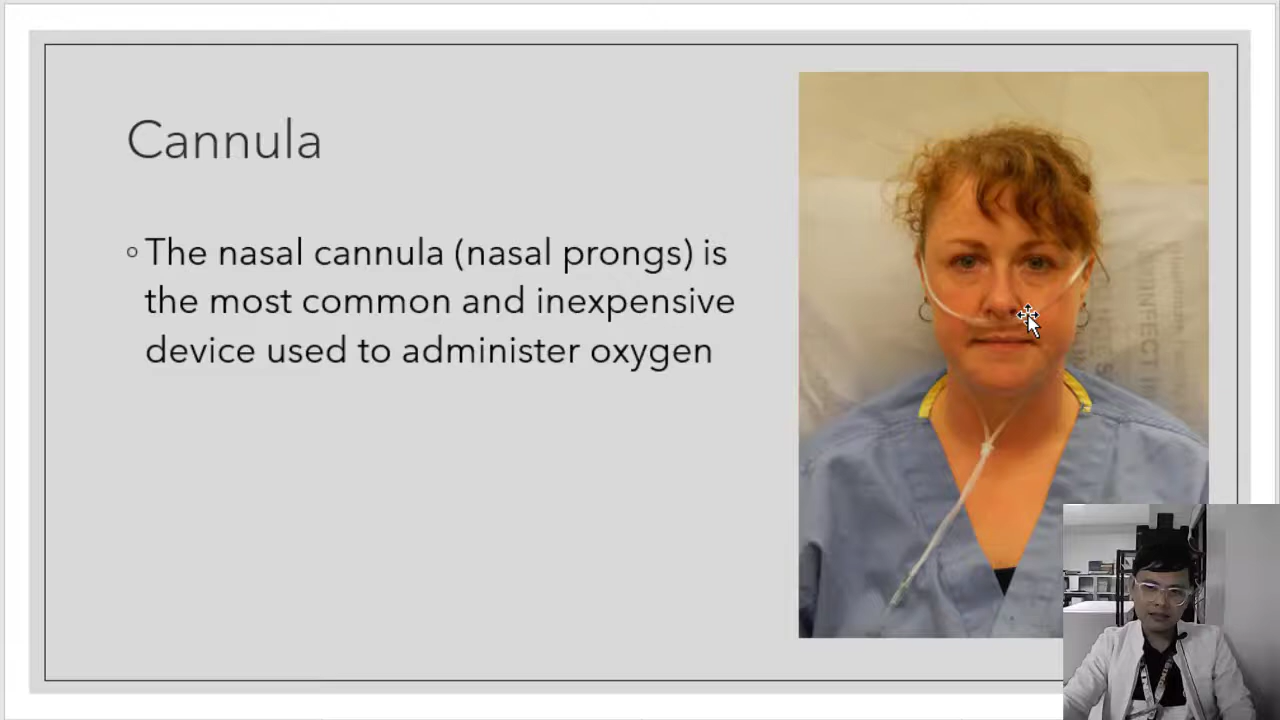 Cannula
◦ The nasal cannula (nasal prongs) is
the most common and inexpensive
device used to administer oxygen